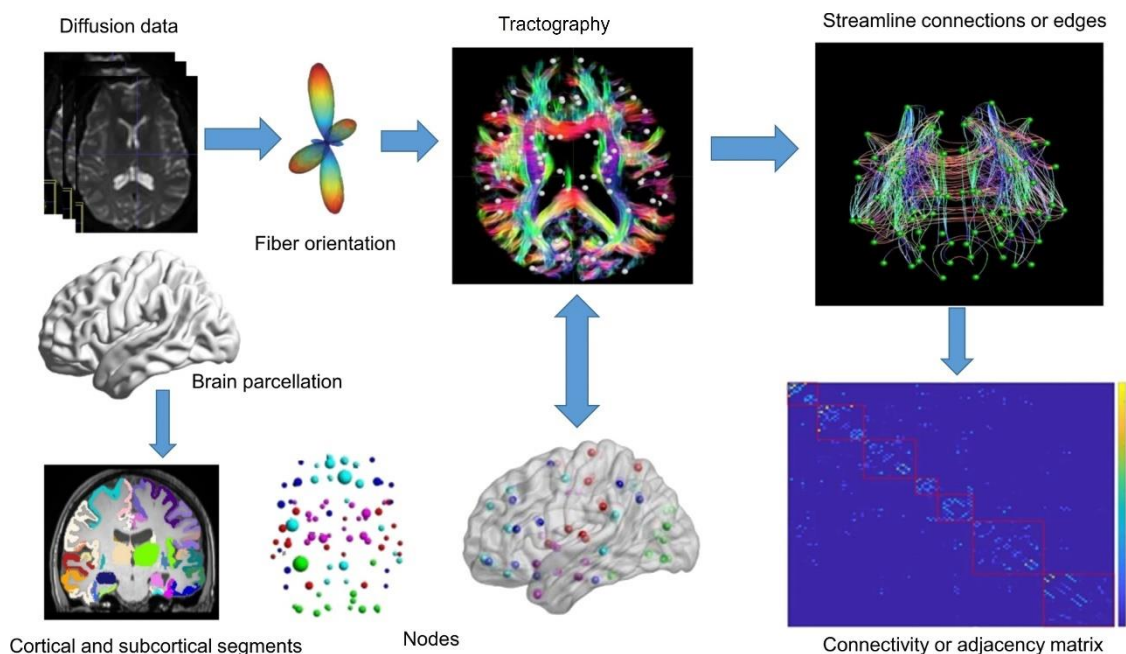 Diffusion data
Tractography
Streamline connections or edges
Fiber orientation
Brain parcellation
Cortical and subcortical segments
Nodes
Connectivity or adjacency matrix